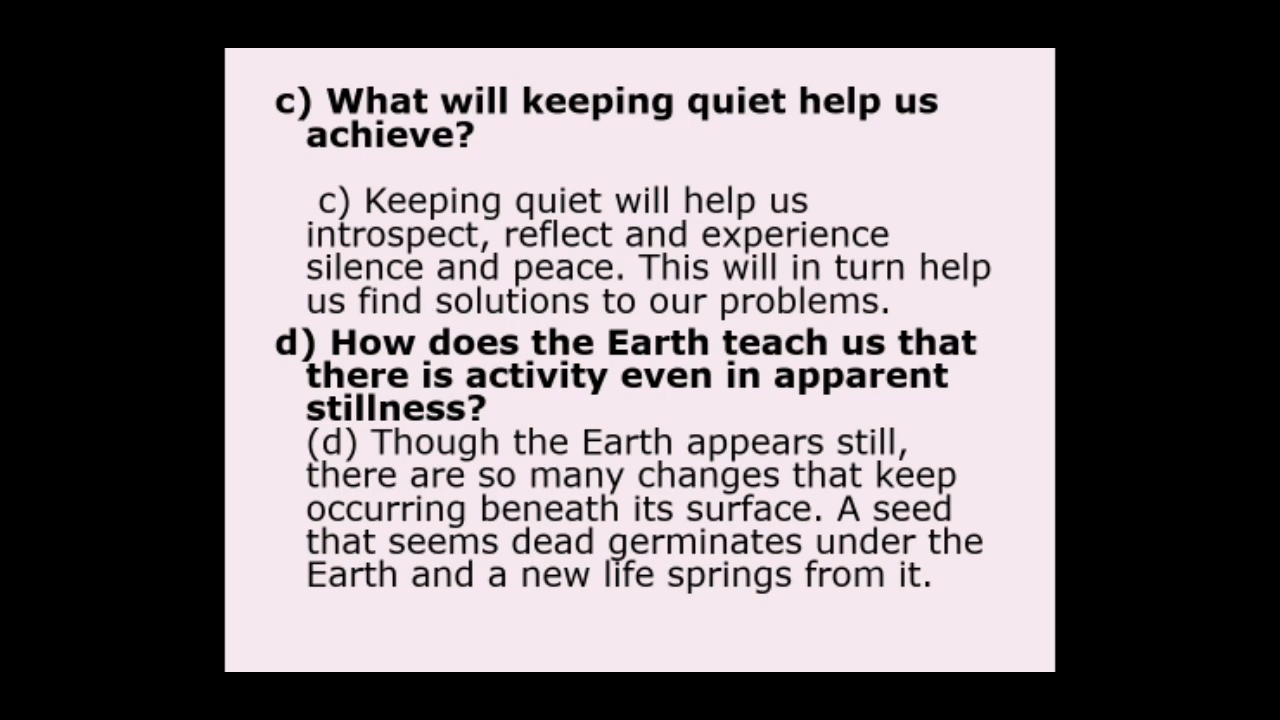 c) What will keeping quiet help us
achieve?
c) Keeping quiet will help us
introspect, reflect and experience
silence and peace. This will in turn help
us find solutions to our problems.
d) How does the Earth teach us that
there is activity even in apparent
stillness?
(d) Though the Earth appears still,
there are so many changes that keep
occurring beneath its surface. A seed
that seems dead germinates under the
Earth and a new life springs from it.